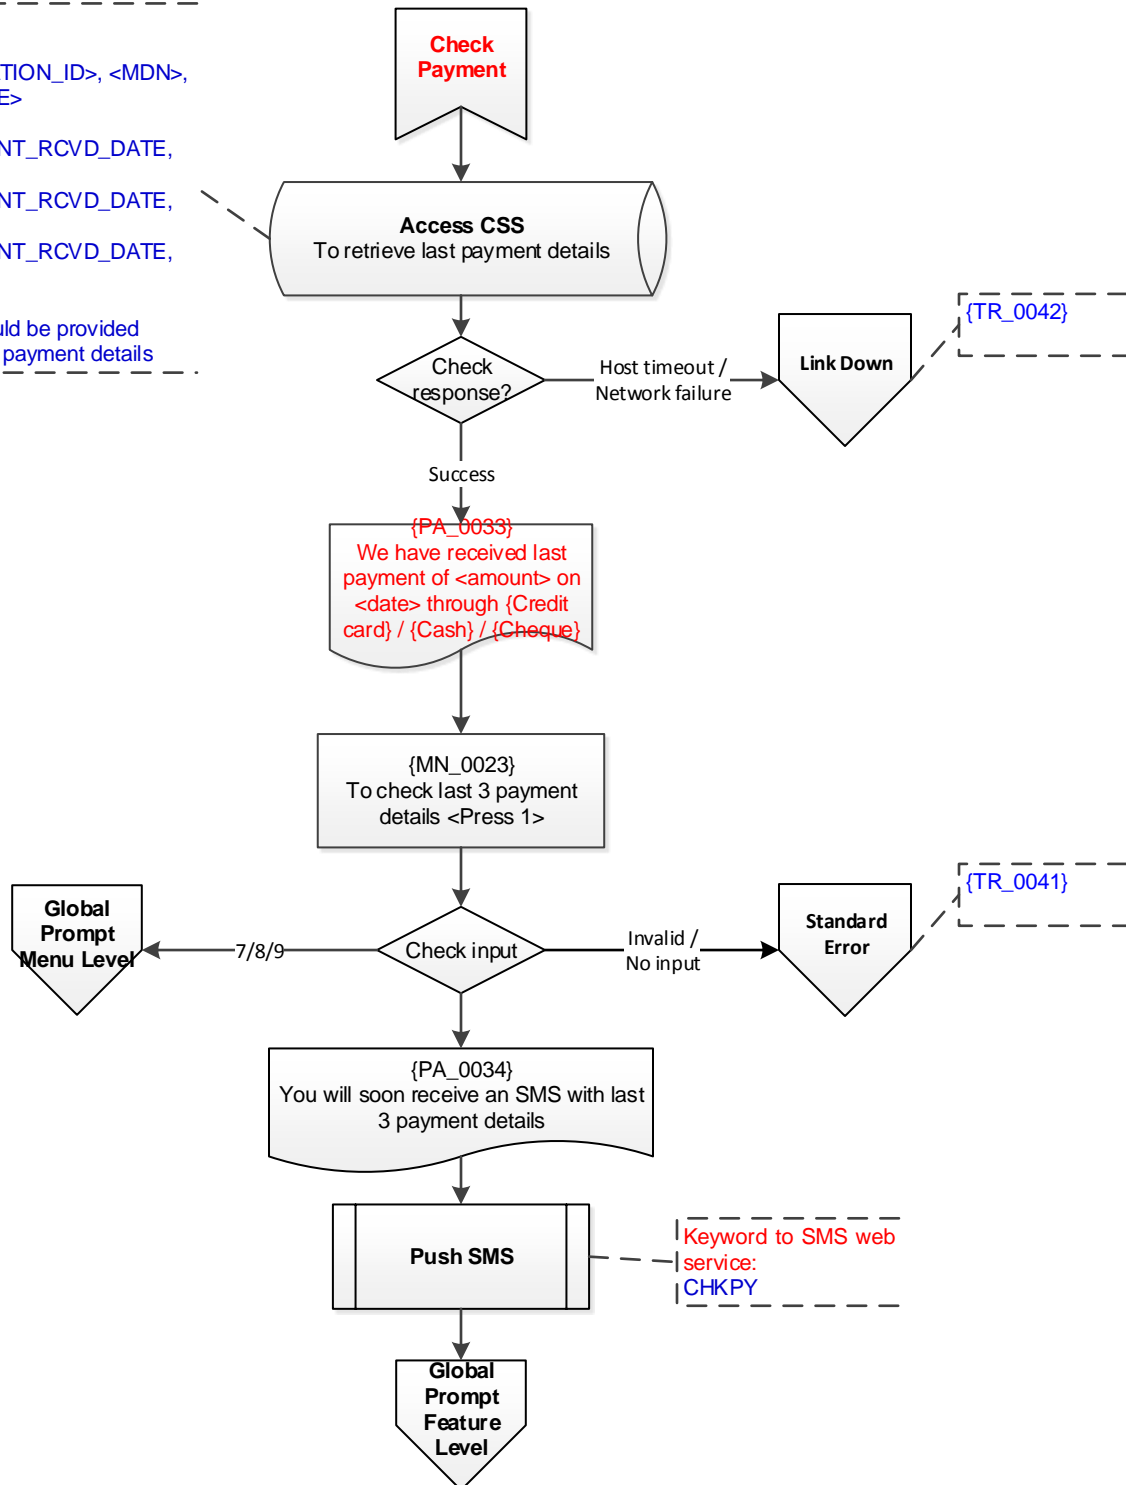 Check
Payment
TION_ID>, <MDN>,
E>
NT_RCVD_DATE,
NT_RCVD_DATE,
NT_RCVD_DATE,
uld be provided
payment details
Access CSS
To retrieve last payment details
Check
response?
Host timeout /
Network failure
Link Down
{TR_0042}
Success
{PA_0033}
We have received last
payment of <amount> on
<date> through {Credit
card} / {Cash} / {Cheque}
{MN_0023}
To check last 3 payment
details <Press 1>
Global
Prompt
Menu Level
7/8/9
Check input
Invalid /
No input
Standard
Error
{TR_0041}
{PA_0034}
You will soon receive an SMS with last
3 payment details
Push SMS
Keyword to SMS web
service:
CHKPY
Global
Prompt
Feature
Level